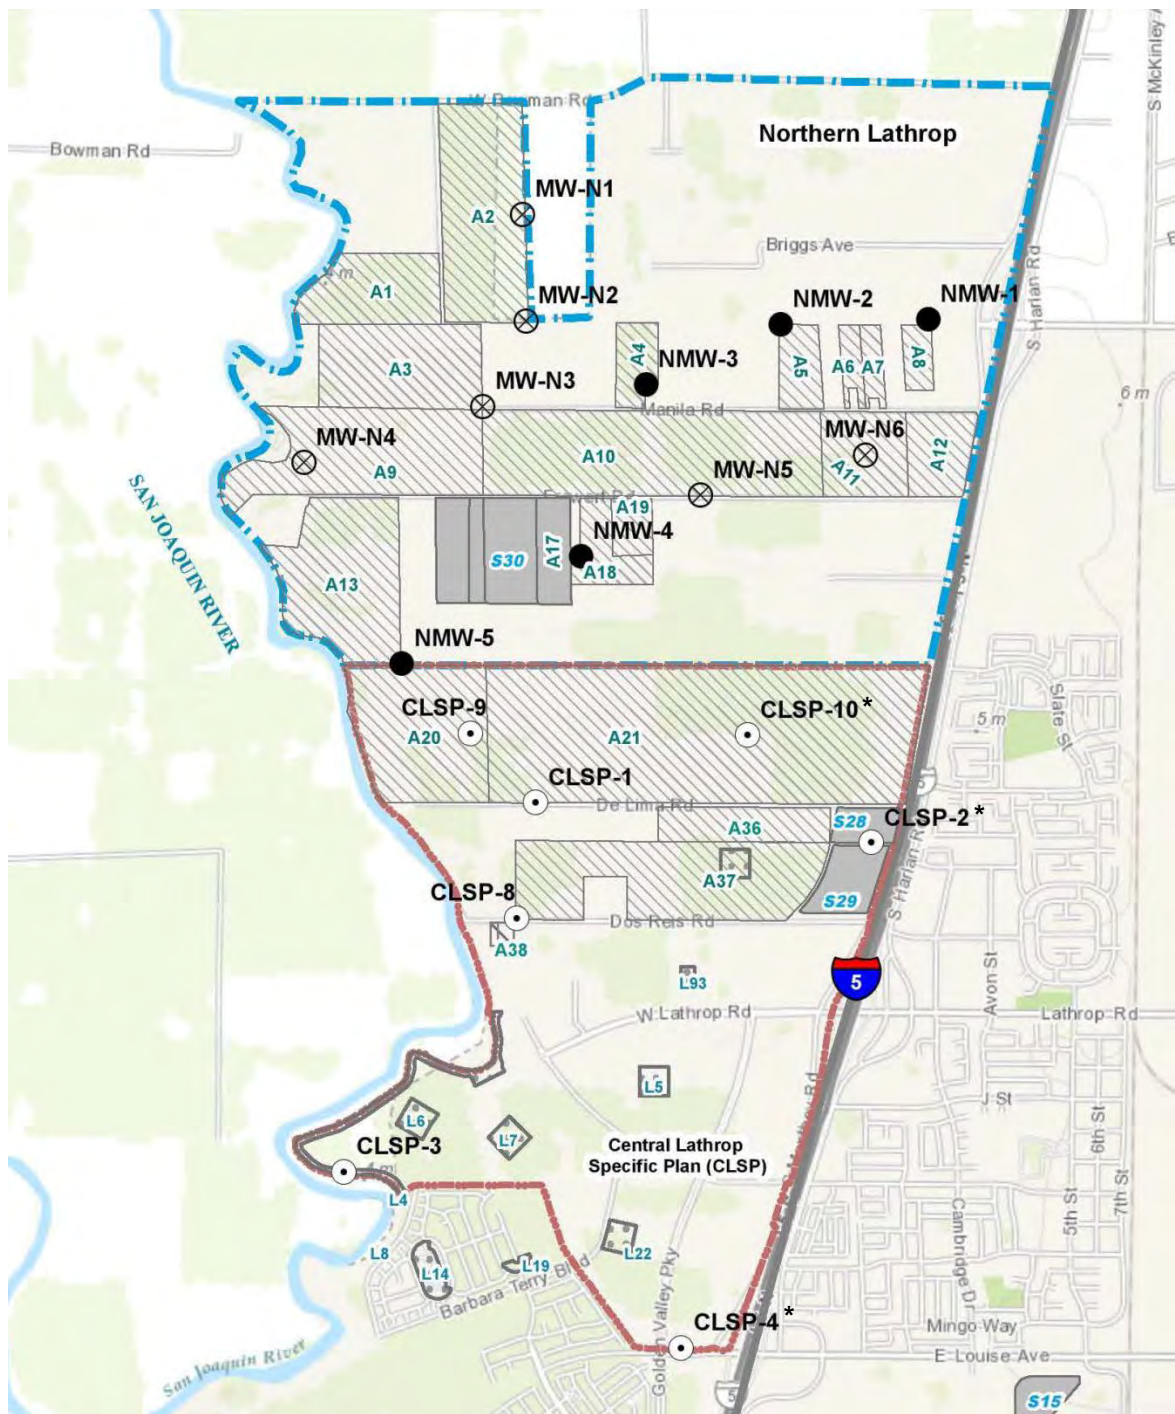 S McKinley A
W Bowman Rd
Northern Lathrop
Bowman Rd
MW-N1
A2
Briggs Ave
S Harlan Rd
A1
MW-N2
NMW-2
NMW-1
A3
A4
NMW-3
A5
A6
A7
A8
MW-N3
Manila Rd
6 m
MW-N4
A9
A10
MW-N6
A11
A12
MW-N5
SAN JOAQUIN RIVER
A19
NMW-4
S30
A17
A18
A13
NMW-5
Slate St
CLSP-9
CLSP-10*
5 m
A20
A21
CLSP-1
De Lima Rd
A36
S28
CLSP-2*
S Harlan Rd
A37
CLSP-8
S29
Dos Reis Rd
A38
L93
5
Avon St
W Lathrop Rd
Lathrop Rd
L5
J St
L6
L7
6th St
CLSP-3
Central Lathrop
Specific Plan (CLSP)
L4
5th St
7th St
Cambridge Dr
L8
L22
L14
L19
Barbara Terry Blvd
CLSP-4*
Golden Valley Pky
Mingo Way
San Joaquin River
E Louise Ave
S15